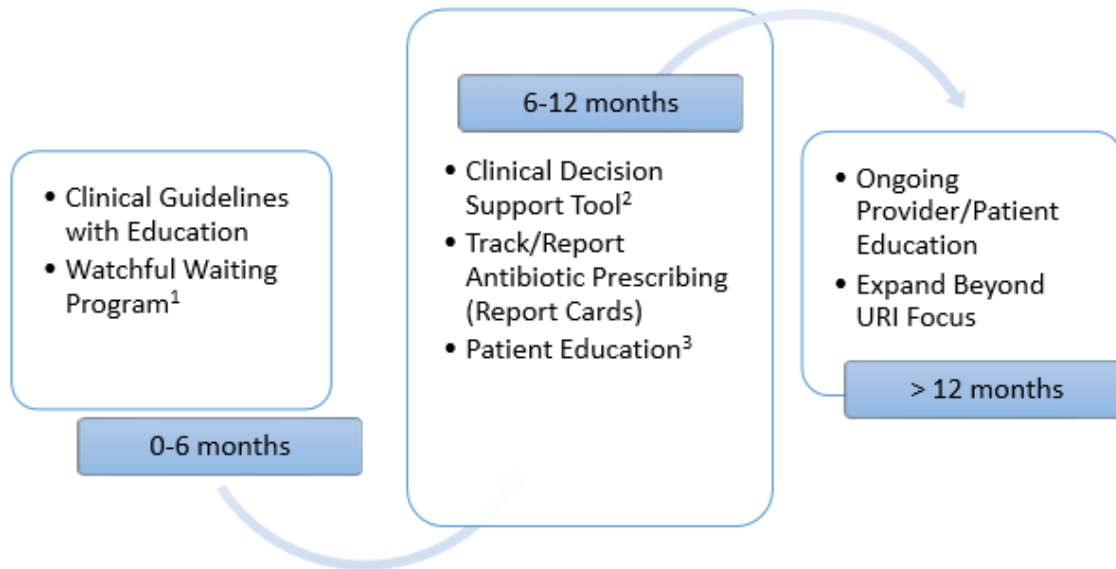 • Clinical Guidelines
with Education
• Watchful Waiting
Program¹
0-6 months
6-12 months
• Clinical Decision
Support Tool²
• Track/Report
Antibiotic Prescribing
(Report Cards)
• Patient Education³
• Ongoing
Provider/Patient
Education
• Expand Beyond
URI Focus
> 12 months